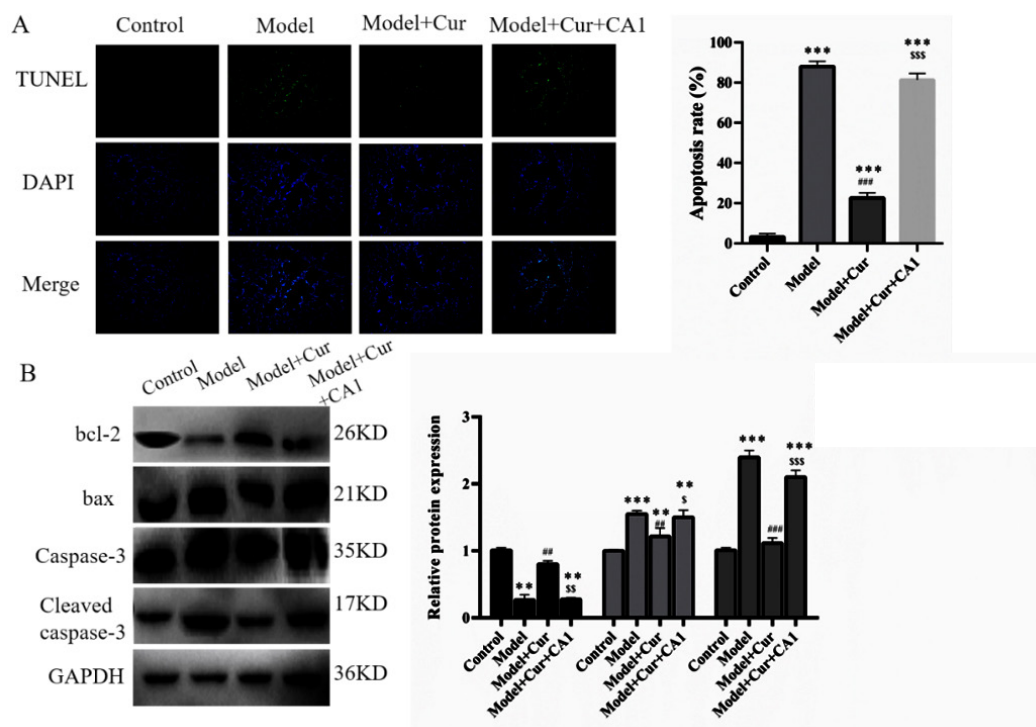 A
Control Model Model+Cur Model+Cur+CA1
TUNEL
DAPI
Merge
Apoptosis rate (%)
100
80
60
40
20
0
***
***
###
***
$$$
Control
Model
Model+Cur
Model+Cur+CA1
B
Control Model Model+Cur Model+Cur
+CA1
bcl-2 26KD
bax 21KD
Caspase-3 35KD
Cleaved 17KD
caspase-3
GAPDH 36KD
Relative protein expression
3
2
1
0
**
##
**
$$
***
**
##
**
$
***
###
***
$$$
Control
Model
Model+Cur
Model+Cur+CA1
Control
Model
Model+Cur
Model+Cur+CA1
Control
Model
Model+Cur
Model+Cur+CA1